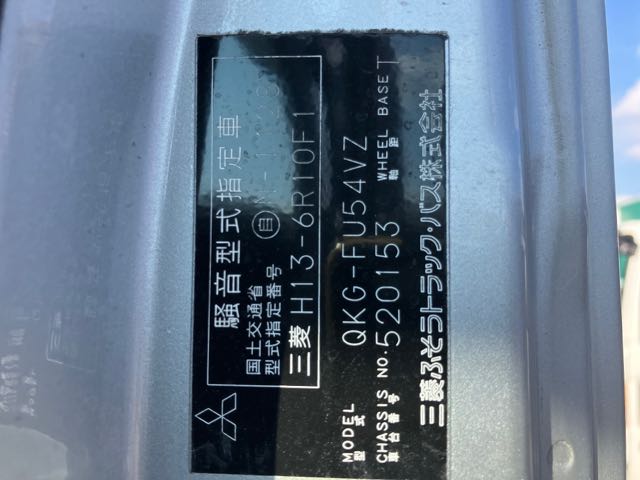 騒音型式指定車
国土交通省
型式指定番号
自
三菱 H13-6R10F1
MODEL
型式
QKG-FU54VZ
CHASSIS NO.
車台番号
520153
WHEEL BASE
軸距
T
三菱ふそうトラック・バス株式会社